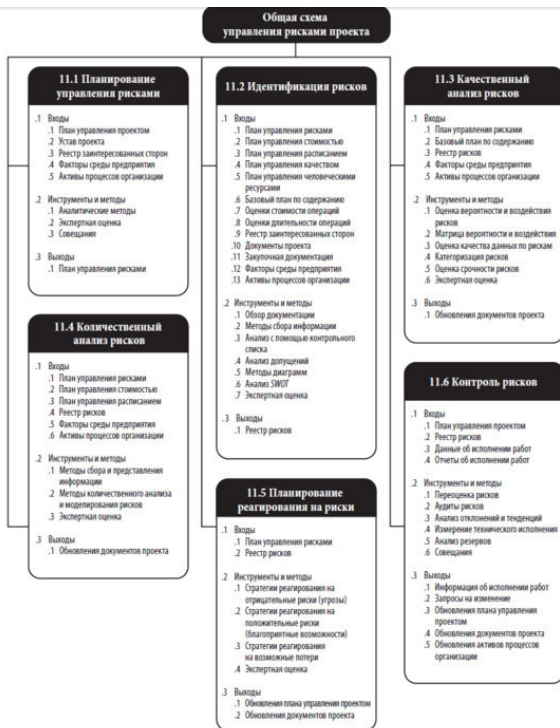 Общая схема
управления рисками проекта
11.1 Планирование
управления рисками
.1 Входы
.1 План управления проектом
.2 Устав проекта
.3 Реестр заинтересованных сторон
.4 Факторы среды предприятия
.5 Активы процессов организации
.2 Инструменты и методы
.1 Аналитические методы
.2 Экспертная оценка
.3 Совещания
.3 Выходы
.1 План управления рисками
11.2 Идентификация рисков
.1 Входы
.1 План управления рисками
.2 План управления стоимостью
.3 План управления расписанием
.4 План управления качеством
.5 План управления человеческими
ресурсами
.6 Базовый план по содержанию
.7 Оценки стоимости операций
.8 Оценки длительности операций
.9 Реестр заинтересованных сторон
.10 Документы проекта
.11 Закупочная документация
.12 Факторы среды предприятия
.13 Активы процессов организации
.2 Инструменты и методы
.1 Обзор документации
.2 Методы сбора информации
.3 Анализ с помощью контрольного
списка
.4 Анализ допущений
.5 Методы диаграмм
.6 Анализ SWOT
.7 Экспертная оценка
.3 Выходы
.1 Реестр рисков
11.3 Качественный
анализ рисков
.1 Входы
.1 План управления рисками
.2 Базовый план по содержанию
.3 Реестр рисков
.4 Факторы среды предприятия
.5 Активы процессов организации
.2 Инструменты и методы
.1 Оценка вероятности и воздействия
рисков
.2 Матрица вероятности и воздействия
.3 Оценка качества данных по рискам
.4 Категоризация рисков
.5 Оценка срочности рисков
.6 Экспертная оценка
.3 Выходы
.1 Обновления документов проекта
11.4 Количественный
анализ рисков
.1 Входы
.1 План управления рисками
.2 План управления стоимостью
.3 План управления расписанием
.4 Реестр рисков
.5 Факторы среды предприятия
.6 Активы процессов организации
.2 Инструменты и методы
.1 Методы сбора и представления
информации
.2 Методы количественного анализа
и моделирования рисков
.3 Экспертная оценка
.3 Выходы
.1 Обновления документов проекта
11.5 Планирование
реагирования на риски
.1 Входы
.1 План управления рисками
.2 Реестр рисков
.2 Инструменты и методы
.1 Стратегии реагирования на
отрицательные риски (угрозы)
.2 Стратегии реагирования на
положительные риски
(благоприятные возможности)
.3 Стратегии реагирования
на возможные потери
.4 Экспертная оценка
.3 Выходы
.1 Обновления плана управления проектом
.2 Обновления документов проекта
11.6 Контроль рисков
.1 Входы
.1 План управления проектом
.2 Реестр рисков
.3 Данные об исполнении работ
.4 Отчеты об исполнении работ
.2 Инструменты и методы
.1 Переоценка рисков
.2 Аудиты рисков
.3 Анализ отклонений и тенденций
.4 Измерение технического исполнения
.5 Анализ резервов
.6 Совещания
.3 Выходы
.1 Информация об исполнении работ
.2 Запросы на изменение
.3 Обновления плана управления
проектом
.4 Обновления документов проекта
.5 Обновления активов процессов
организации